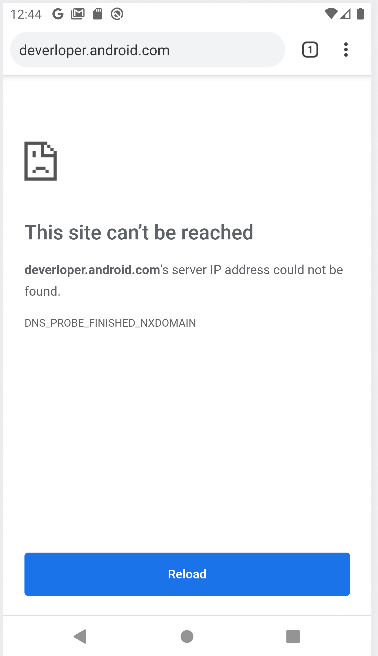 12:44
deverloper.android.com
1
This site can't be reached
deverloper.android.com's server IP address could not be
found.
DNS_PROBE_FINISHED_NXDOMAIN
Reload